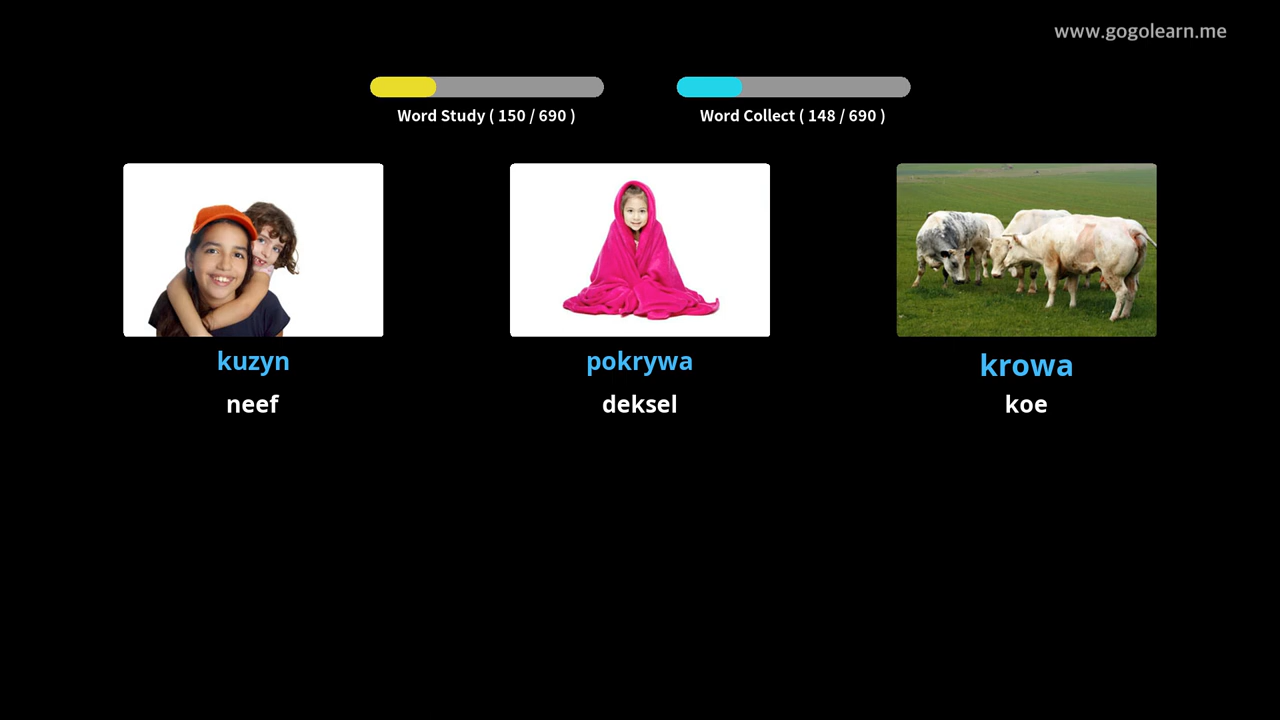 www.gogolearn.me
Word Study ( 150 / 690 )
Word Collect ( 148 / 690 )
kuzyn
neef
pokrywa
deksel
krowa
koe